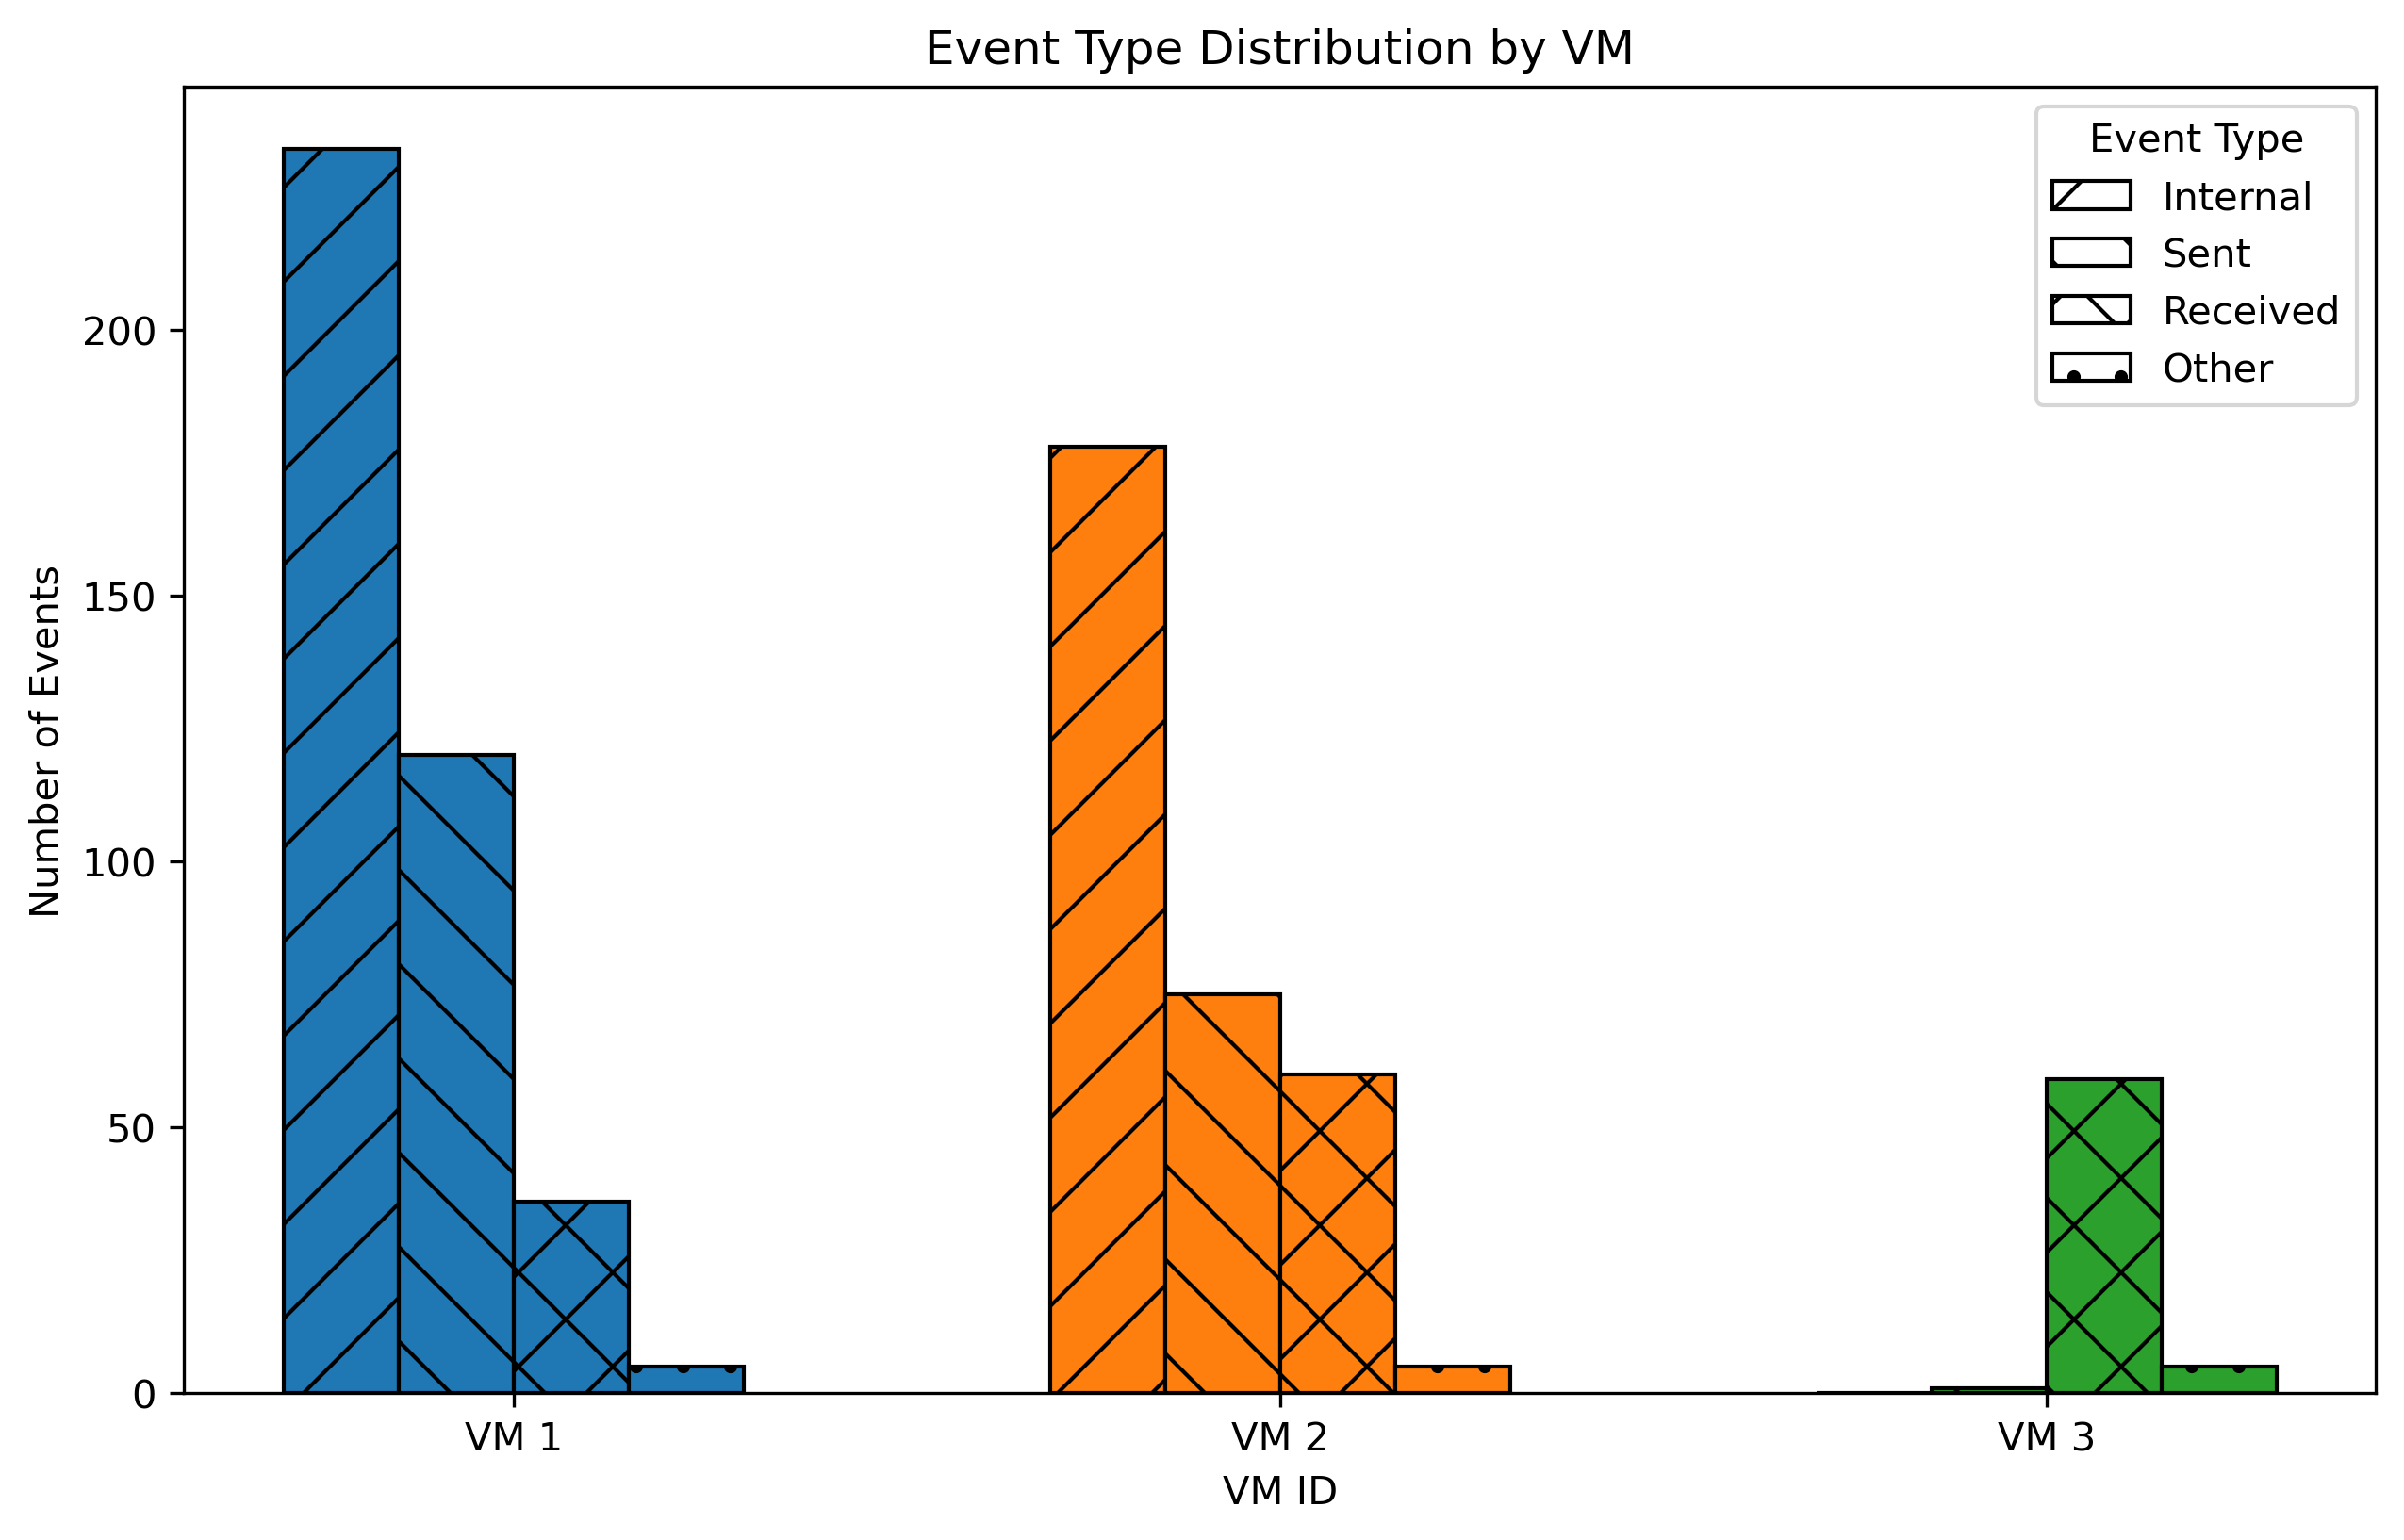 Event Type Distribution by VM
Event Type
Internal
Sent
Received
Other
Number of Events
200
150
100
50
0
VM 1
VM 2
VM 3
VM ID